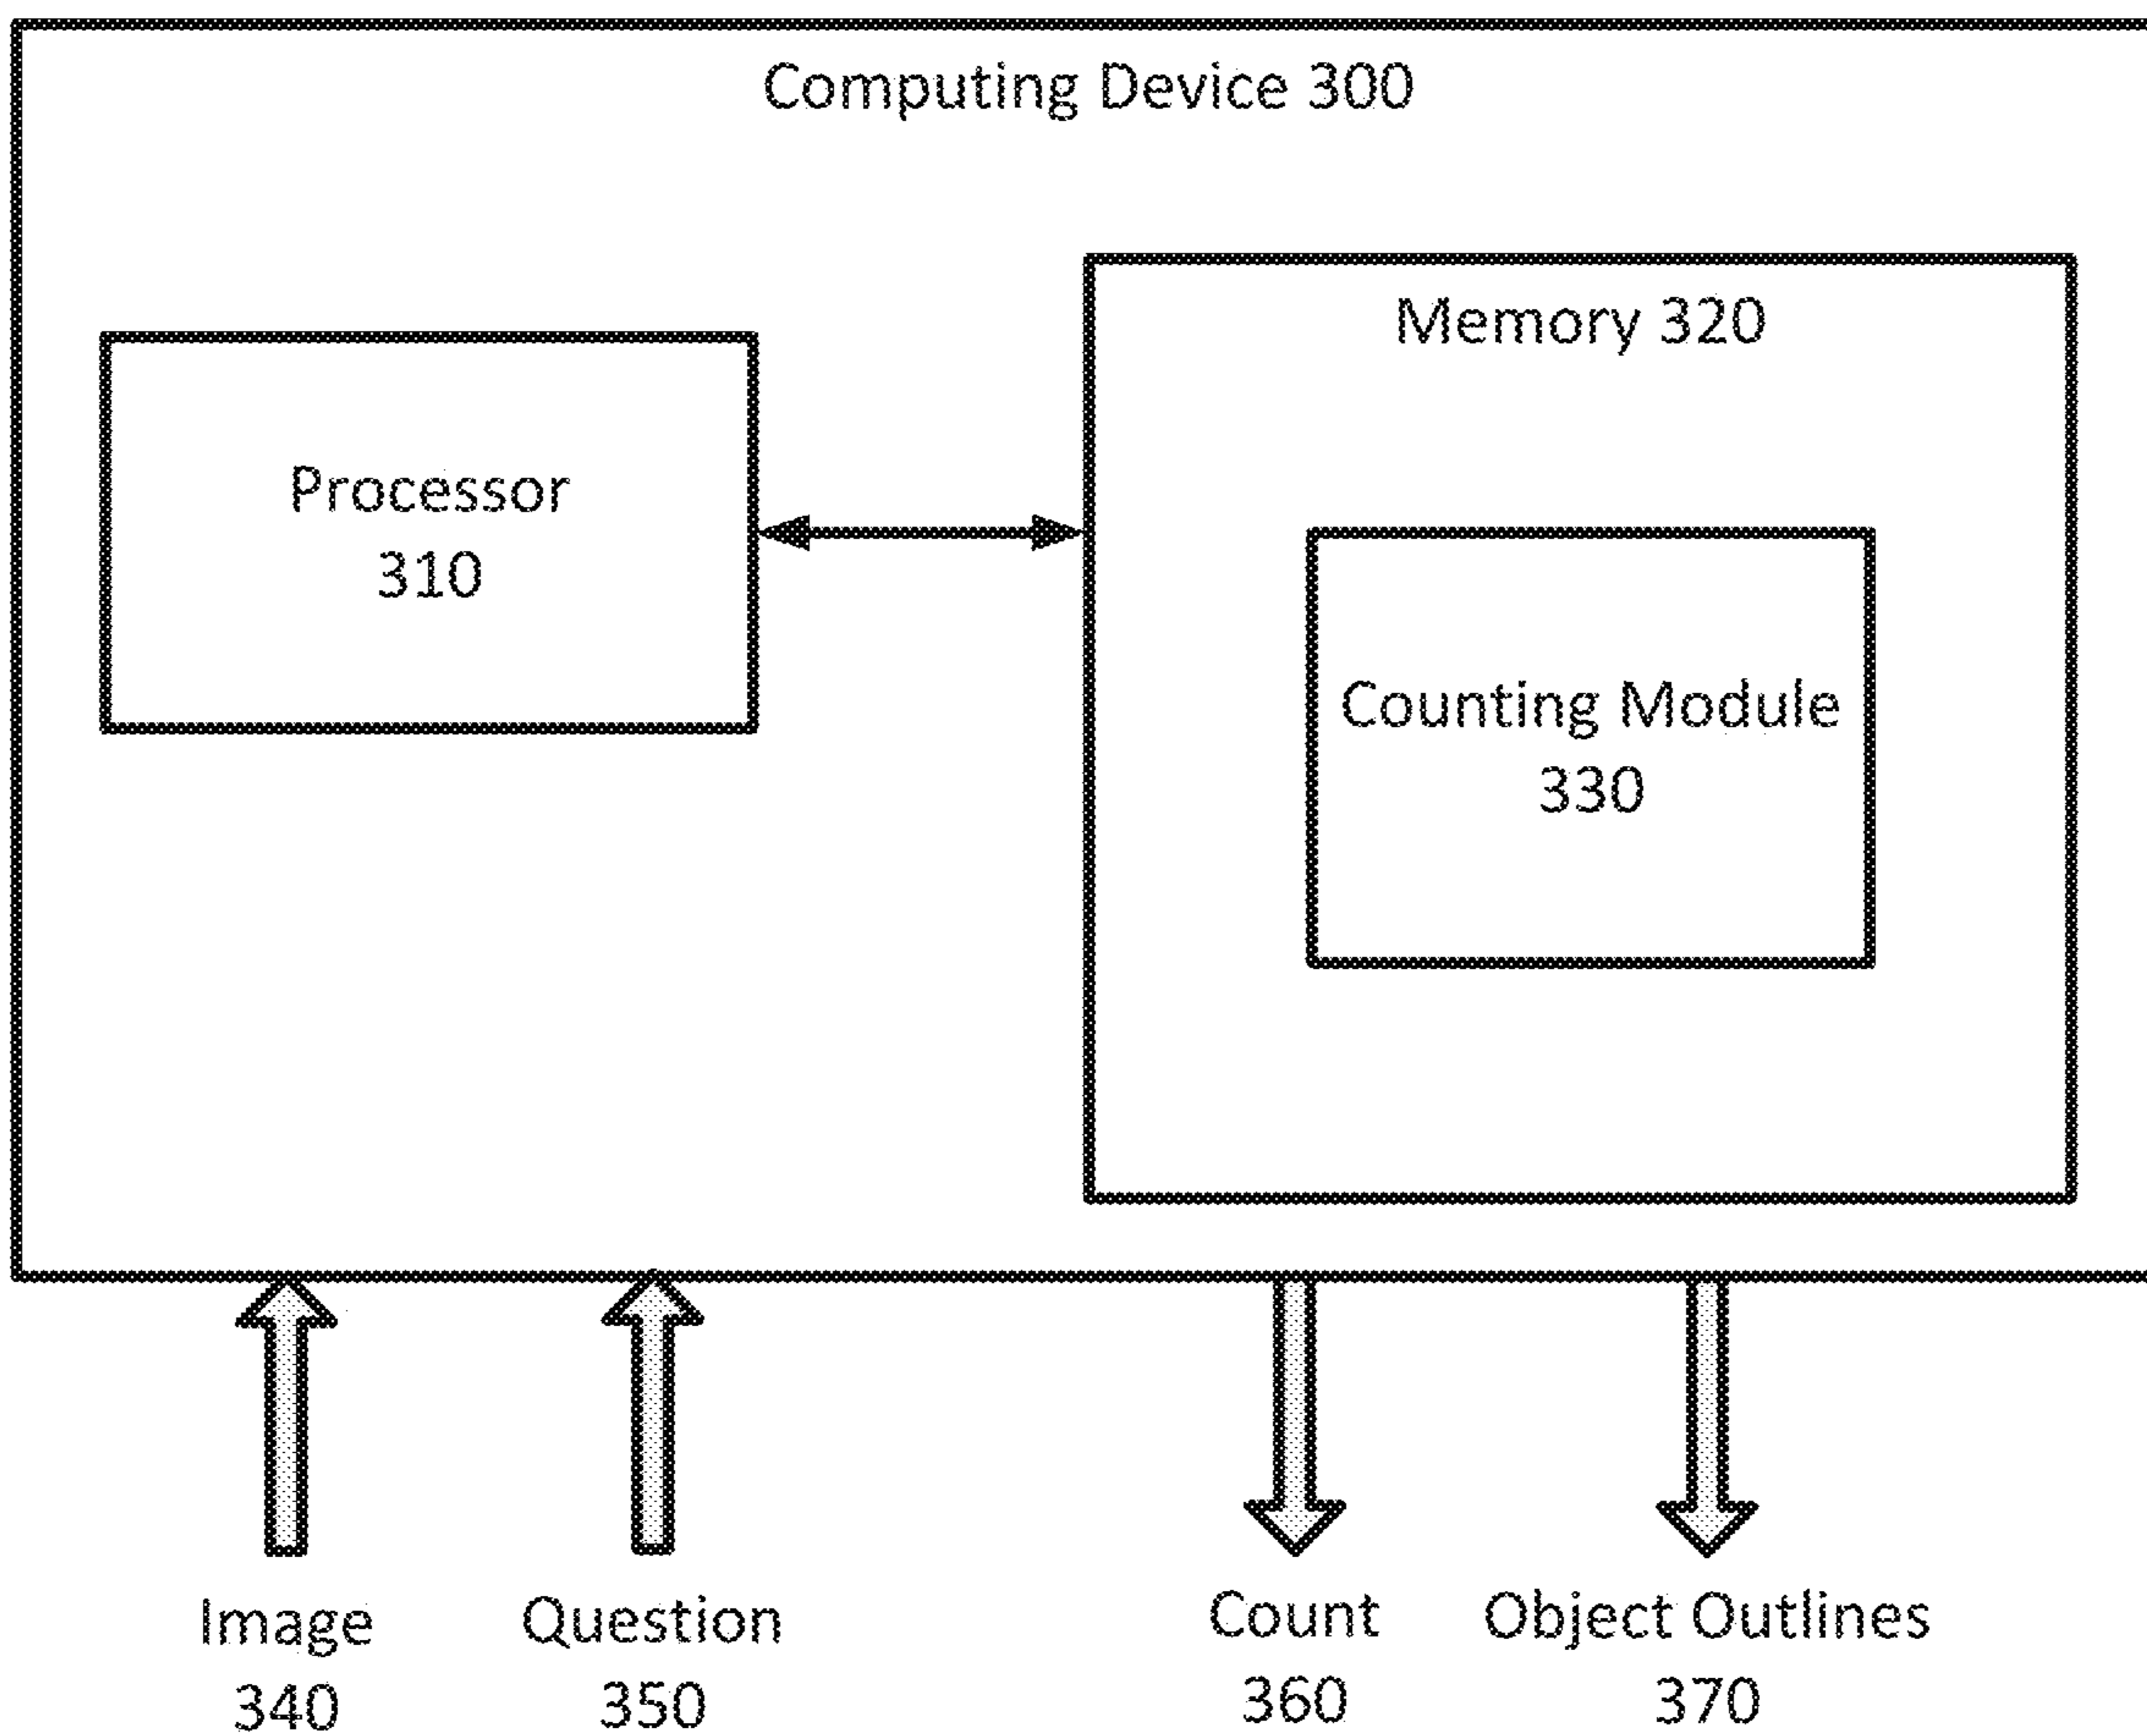 Computing Device 300
Memory 320
Processor
310
Counting Module
330
Image
340
Question
350
Count
360
Object Outlines
370